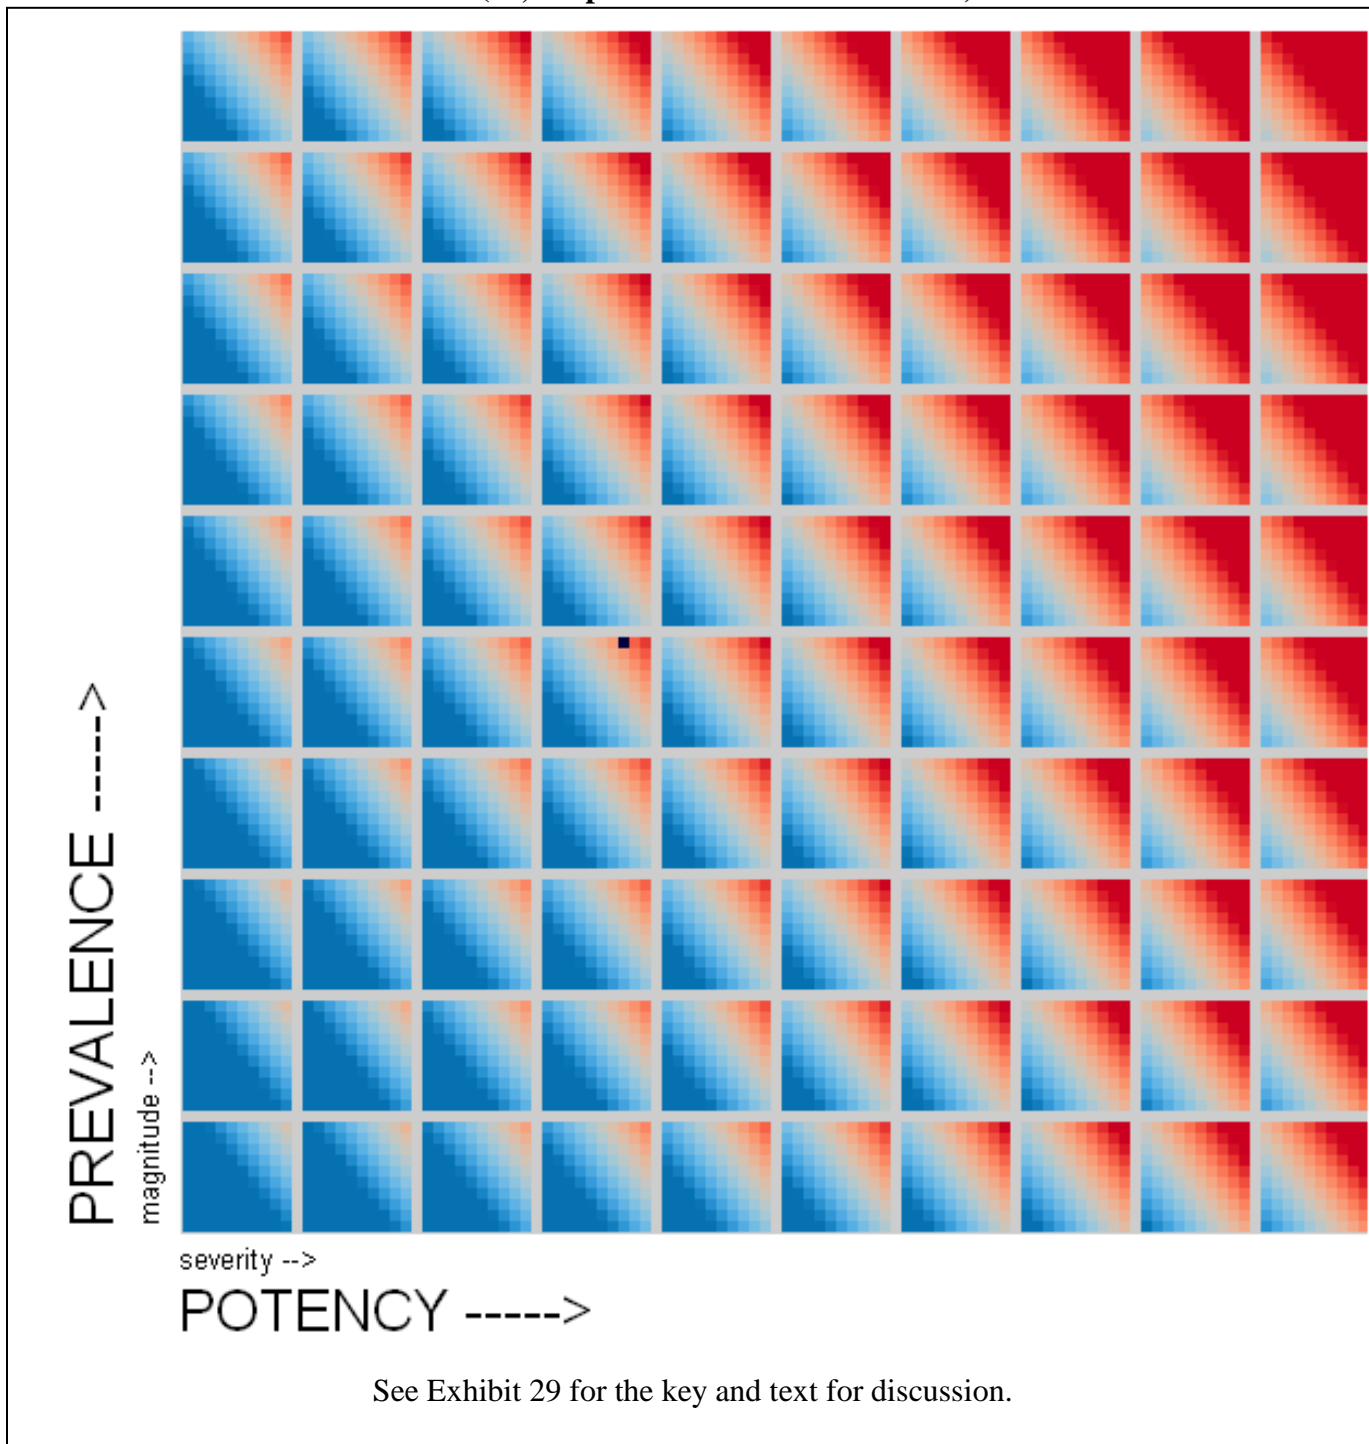 PREVALENCE ----->
magnitude -->
severity -->
POTENCY ----->
See Exhibit 29 for the key and text for discussion.